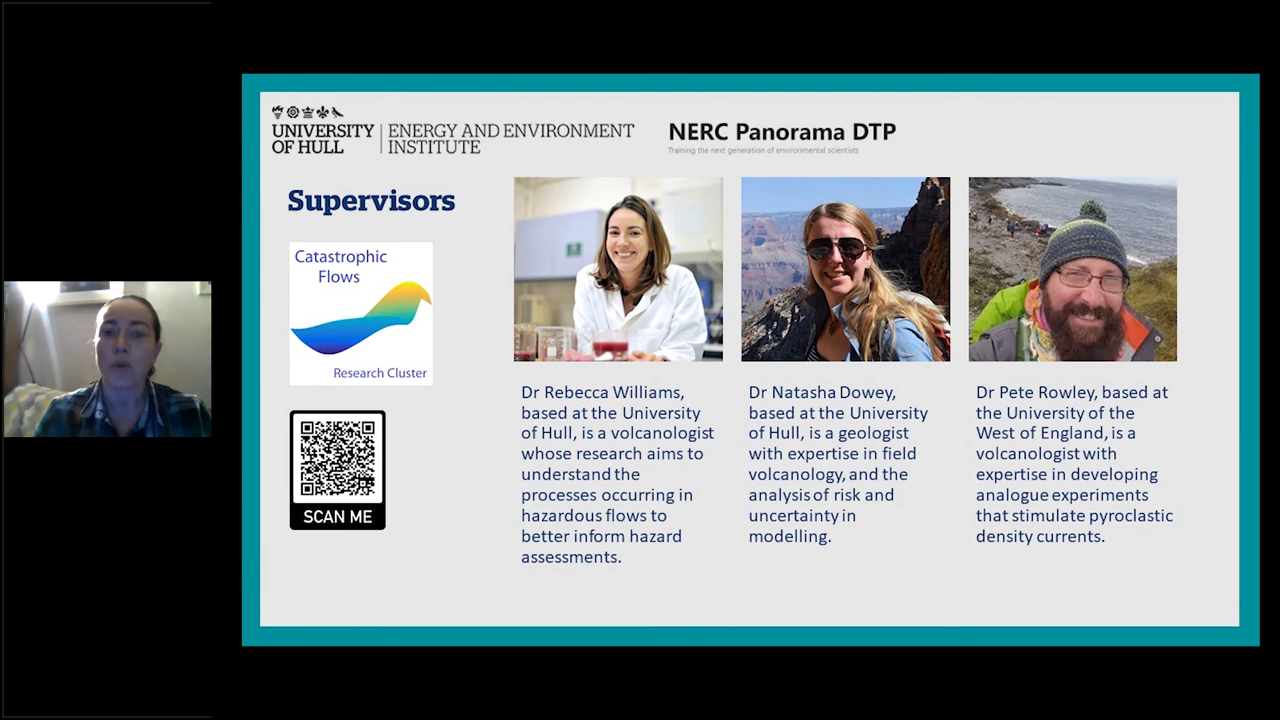 UNIVERSITY
OF HULL
ENERGY AND ENVIRONMENT
INSTITUTE
NERC Panorama DTP
Training the next generation of environmental scientists
Supervisors
Catastrophic
Flows
Research Cluster
SCAN ME
Dr Rebecca Williams,
based at the University
of Hull, is a volcanologist
whose research aims to
understand the
processes occurring in
hazardous flows to
better inform hazard
assessments.
Dr Natasha Dowey,
based at the University
of Hull, is a geologist
with expertise in field
volcanology, and the
analysis of risk and
uncertainty in
modelling.
Dr Pete Rowley, based at
the University of the
West of England, is a
volcanologist with
expertise in developing
analogue experiments
that stimulate pyroclastic
density currents.